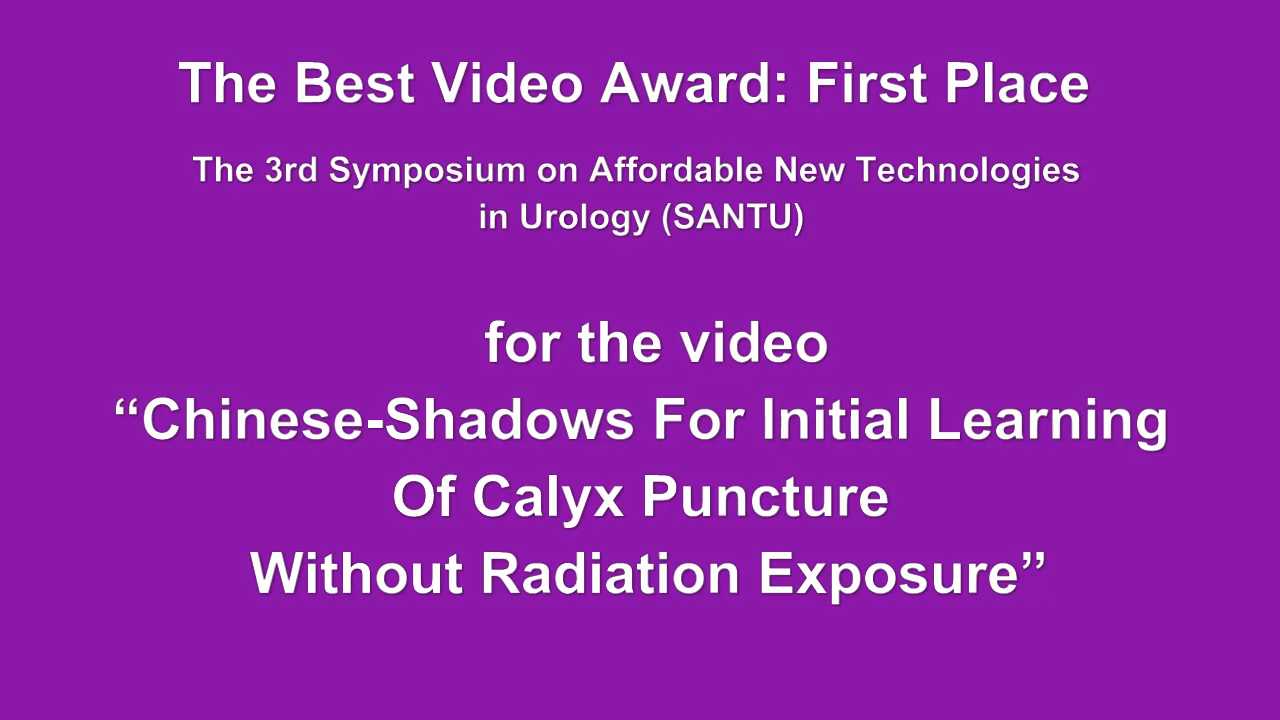 The Best Video Award: First Place
The 3rd Symposium on Affordable New Technologies
in Urology (SANTU)
for the video
“Chinese-Shadows For Initial Learning
Of Calyx Puncture
Without Radiation Exposure”